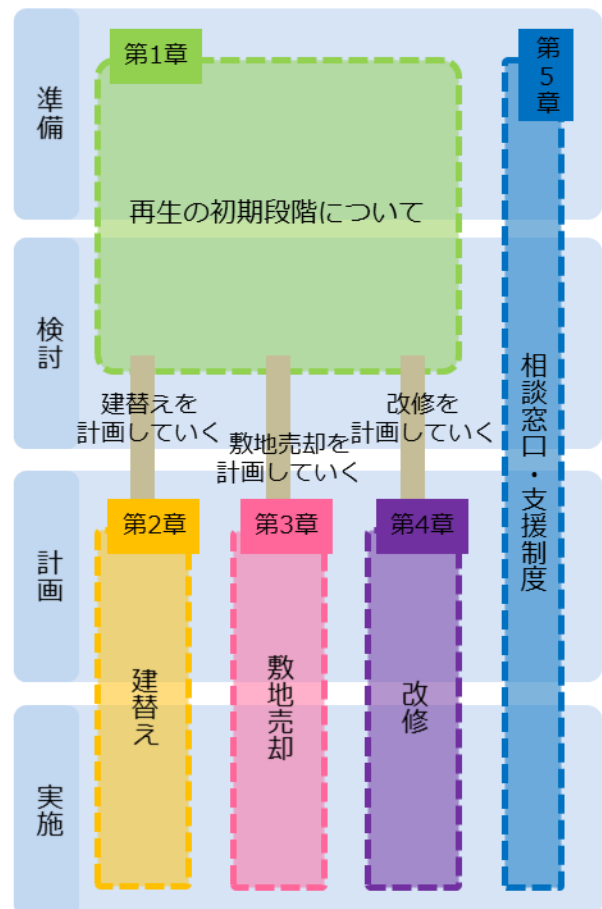 準備
第1章
第5章
再生の初期段階について
検討
建替えを
計画していく
敷地売却を
計画していく
改修を
計画していく
相談窓口・支援制度
計画
第2章
第3章
第4章
建替え
敷地売却
改修
実施